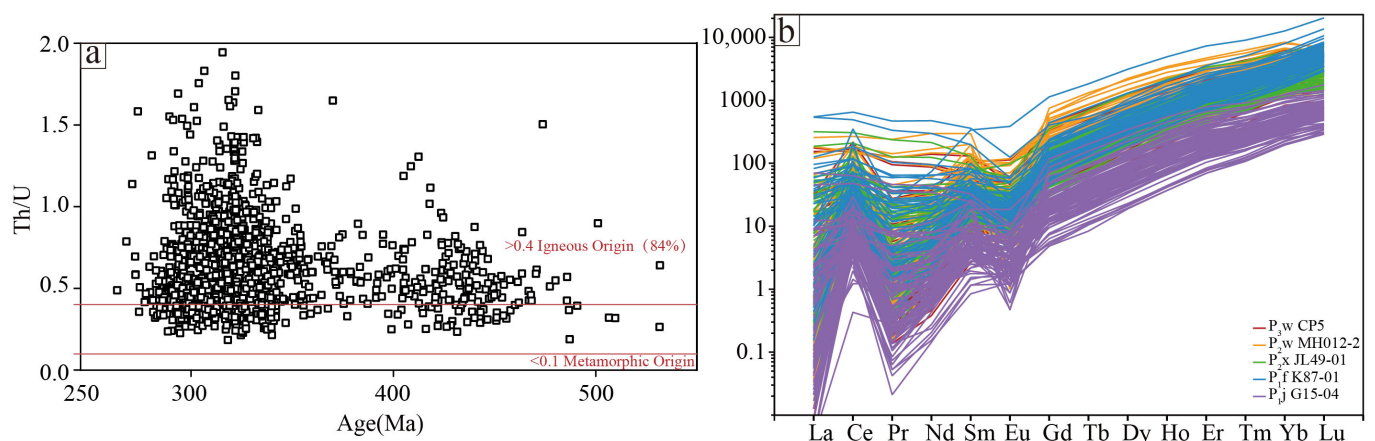 a
2.0
1.5
1.0
0.5
0.0
Th/U
>0.4 Igneous Origin（84%）
<0.1 Metamorphic Origin
250
300
400
500
Age(Ma)
b
10,000
1000
100
10
1
0.1
P3w CP5
P2w MH012-2
P2x JL49-01
P1f K87-01
P1j G15-04
La Ce Pr Nd Sm Eu Gd Tb Dy Ho Er Tm Yb Lu